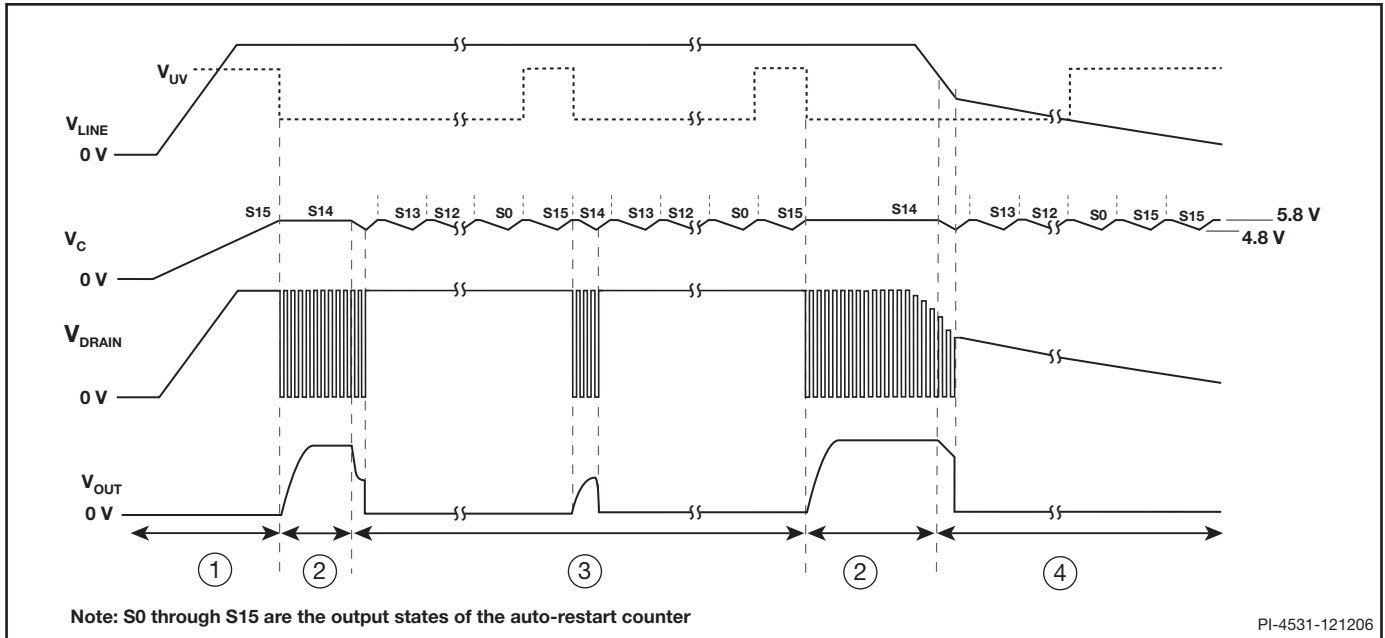 V_UV
V_LINE
0 V
S15 S14 S13 S12 S0 S15 S14 S13 S12 S0 S15 S14 S13 S12 S0 S15 S15 5.8 V
4.8 V
V_C
0 V
V_DRAIN
0 V
V_OUT
0 V
1 2 3 2 4
Note: S0 through S15 are the output states of the auto-restart counter
PI-4531-121206